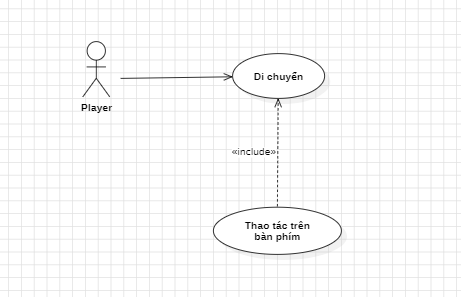 Di chuyển
Player
«include»
Thao tác trên
bàn phím